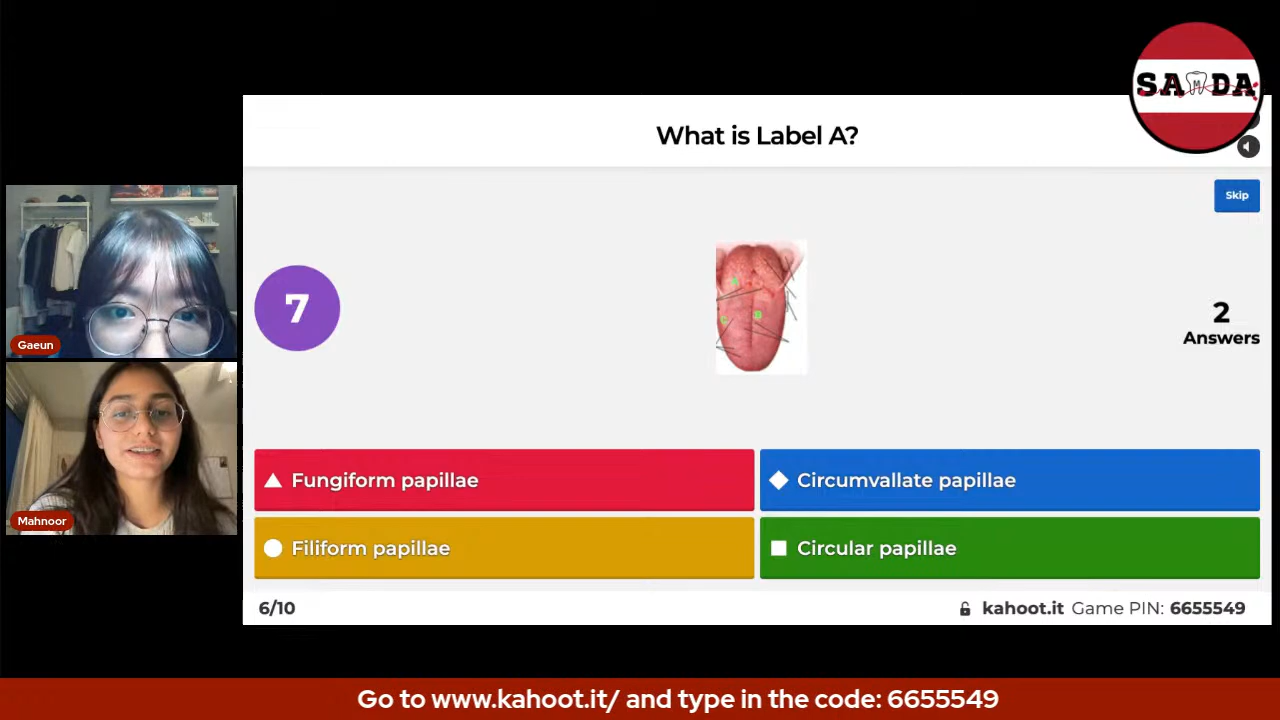 SAMDA
What is Label A?
Skip
Gaeun
7
2
Answers
Mahnoor
Fungiform papillae
Circumvallate papillae
Filiform papillae
Circular papillae
6/10
kahoot.it Game PIN: 6655549
Go to www.kahoot.it/ and type in the code: 6655549